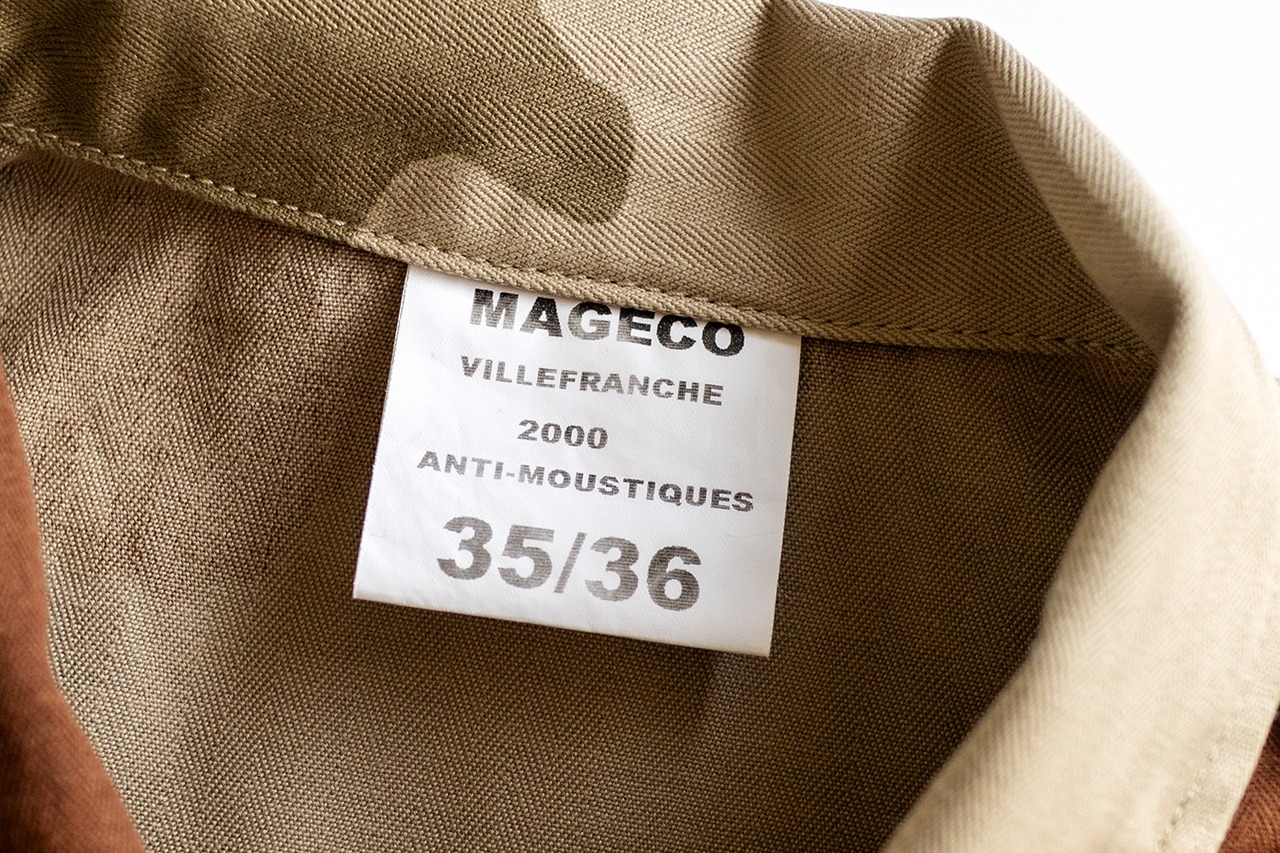 MAGECO
VILLEFRANCHE
2000
ANTI-MOUSTIQUES
35/36